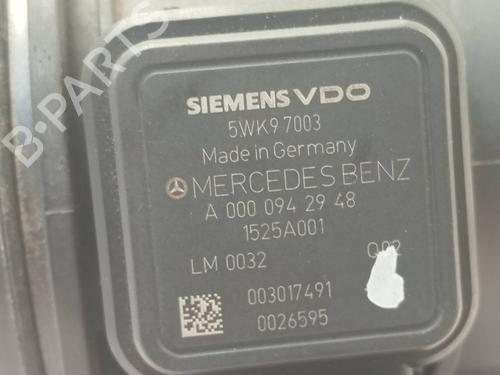 B-PARTS
SIEMENS VDO
5WK9 7003
Made in Germany
MERCEDES BENZ
A 000 094 29 48
1525A001
LM 0032
003017491
0026595